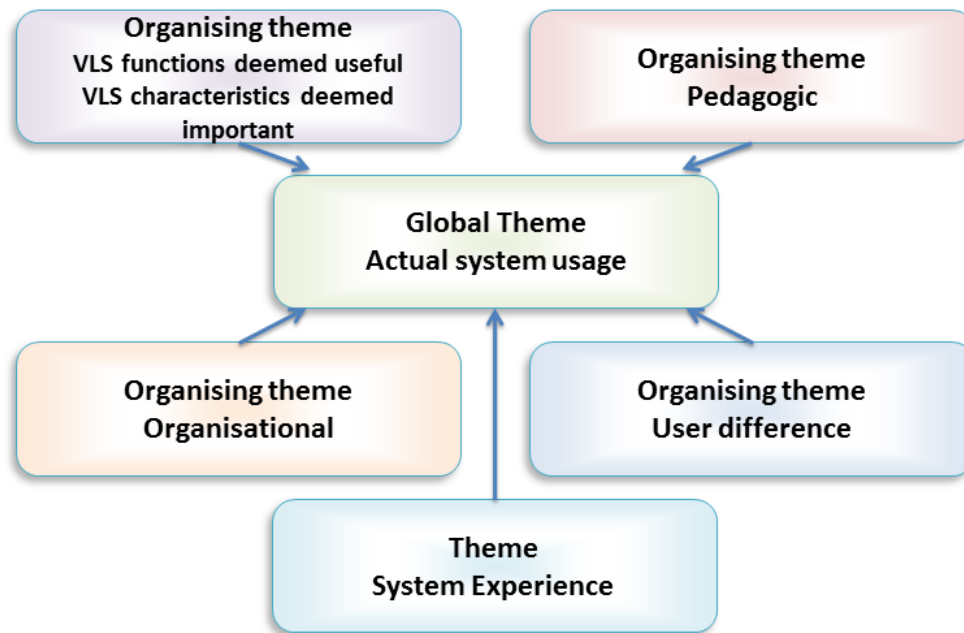 Organising theme
VLS functions deemed useful
VLS characteristics deemed
important
Organising theme
Pedagogic
Global Theme
Actual system usage
Organising theme
Organisational
Organising theme
User difference
Theme
System Experience